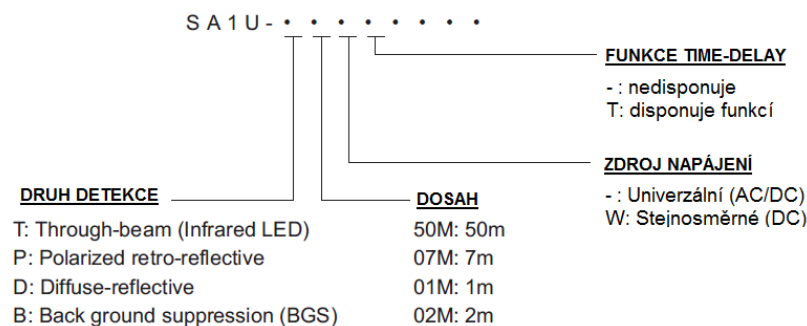 SA1U-• • • • • • • •
FUNKCE TIME-DELAY
- : nedisponuje
T: disponuje funkcí
ZDROJ NAPÁJENÍ
- : Univerzální (AC/DC)
W: Stejnosměrné (DC)
DRUH DETEKCE
T: Through-beam (Infrared LED)
P: Polarized retro-reflective
D: Diffuse-reflective
B: Back ground suppression (BGS)
DOSAH
50M: 50m
07M: 7m
01M: 1m
02M: 2m